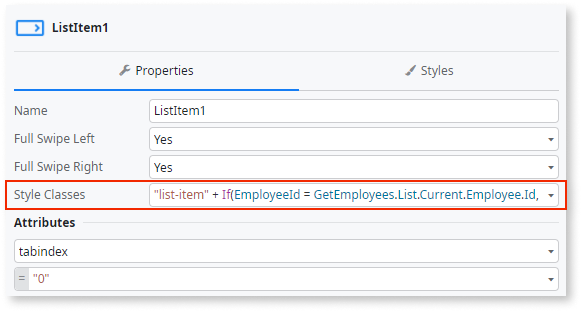 ListItem1
Properties
Styles
Name ListItem1
Full Swipe Left Yes
Full Swipe Right Yes
Style Classes "list-item" + If(EmployeeId = GetEmployees.List.Current.Employee.Id,
Attributes
tabindex
= "0"